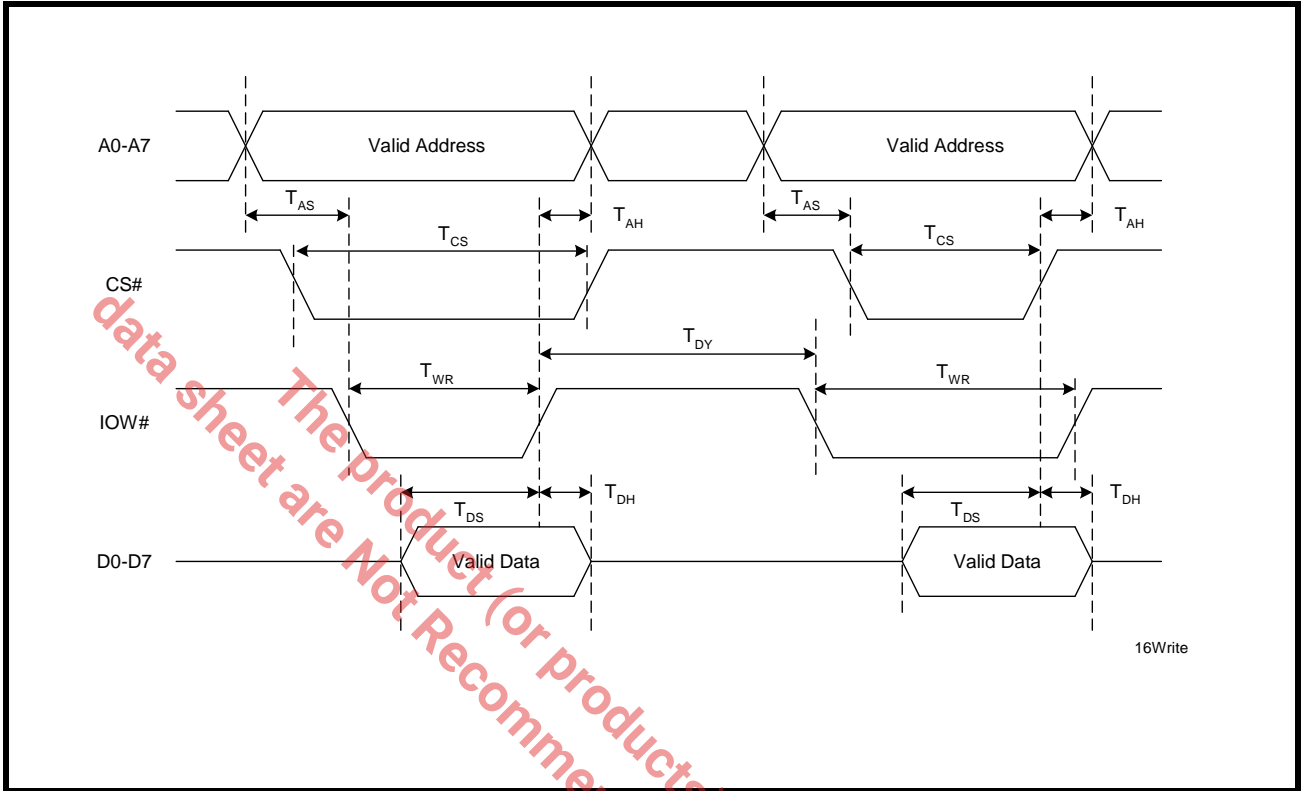 A0-A7
Valid Address
Valid Address
TAS
TAH
TAS
TAH
TCS
TCS
CS#
TDY
TWR
TWR
IOW#
TDS
TDH
TDS
TDH
D0-D7
Valid Data
Valid Data
16Write
The product (or products
data sheet are Not Recomme